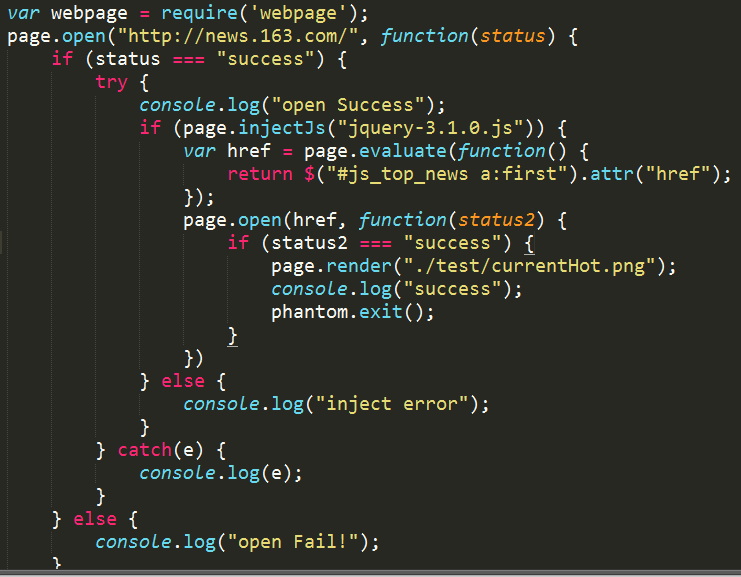 var webpage = require('webpage');
page.open("http://news.163.com/", function(status) {
    if (status === "success") {
        try {
            console.log("open Success");
            if (page.injectJs("jquery-3.1.0.js")) {
                var href = page.evaluate(function() {
                    return $("#js_top_news a:first").attr("href");
                });
                page.open(href, function(status2) {
                    if (status2 === "success") {
                        page.render("./test/currentHot.png");
                        console.log("success");
                        phantom.exit();
                    }
                })
            } else {
                console.log("inject error");
            }
        } catch(e) {
            console.log(e);
        }
    } else {
        console.log("open Fail!");
    }